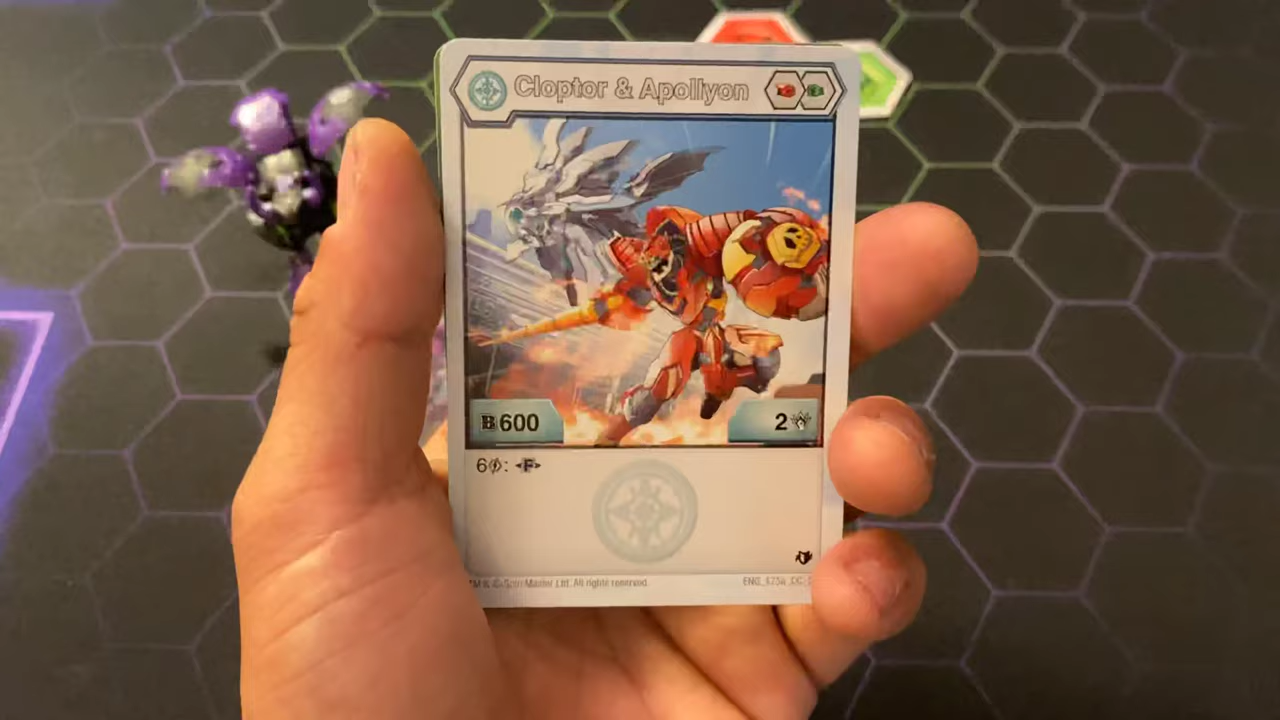 Cloptor & Apollyon
B600
2
6 : F
TM & © Spin Master Ltd. All rights reserved.